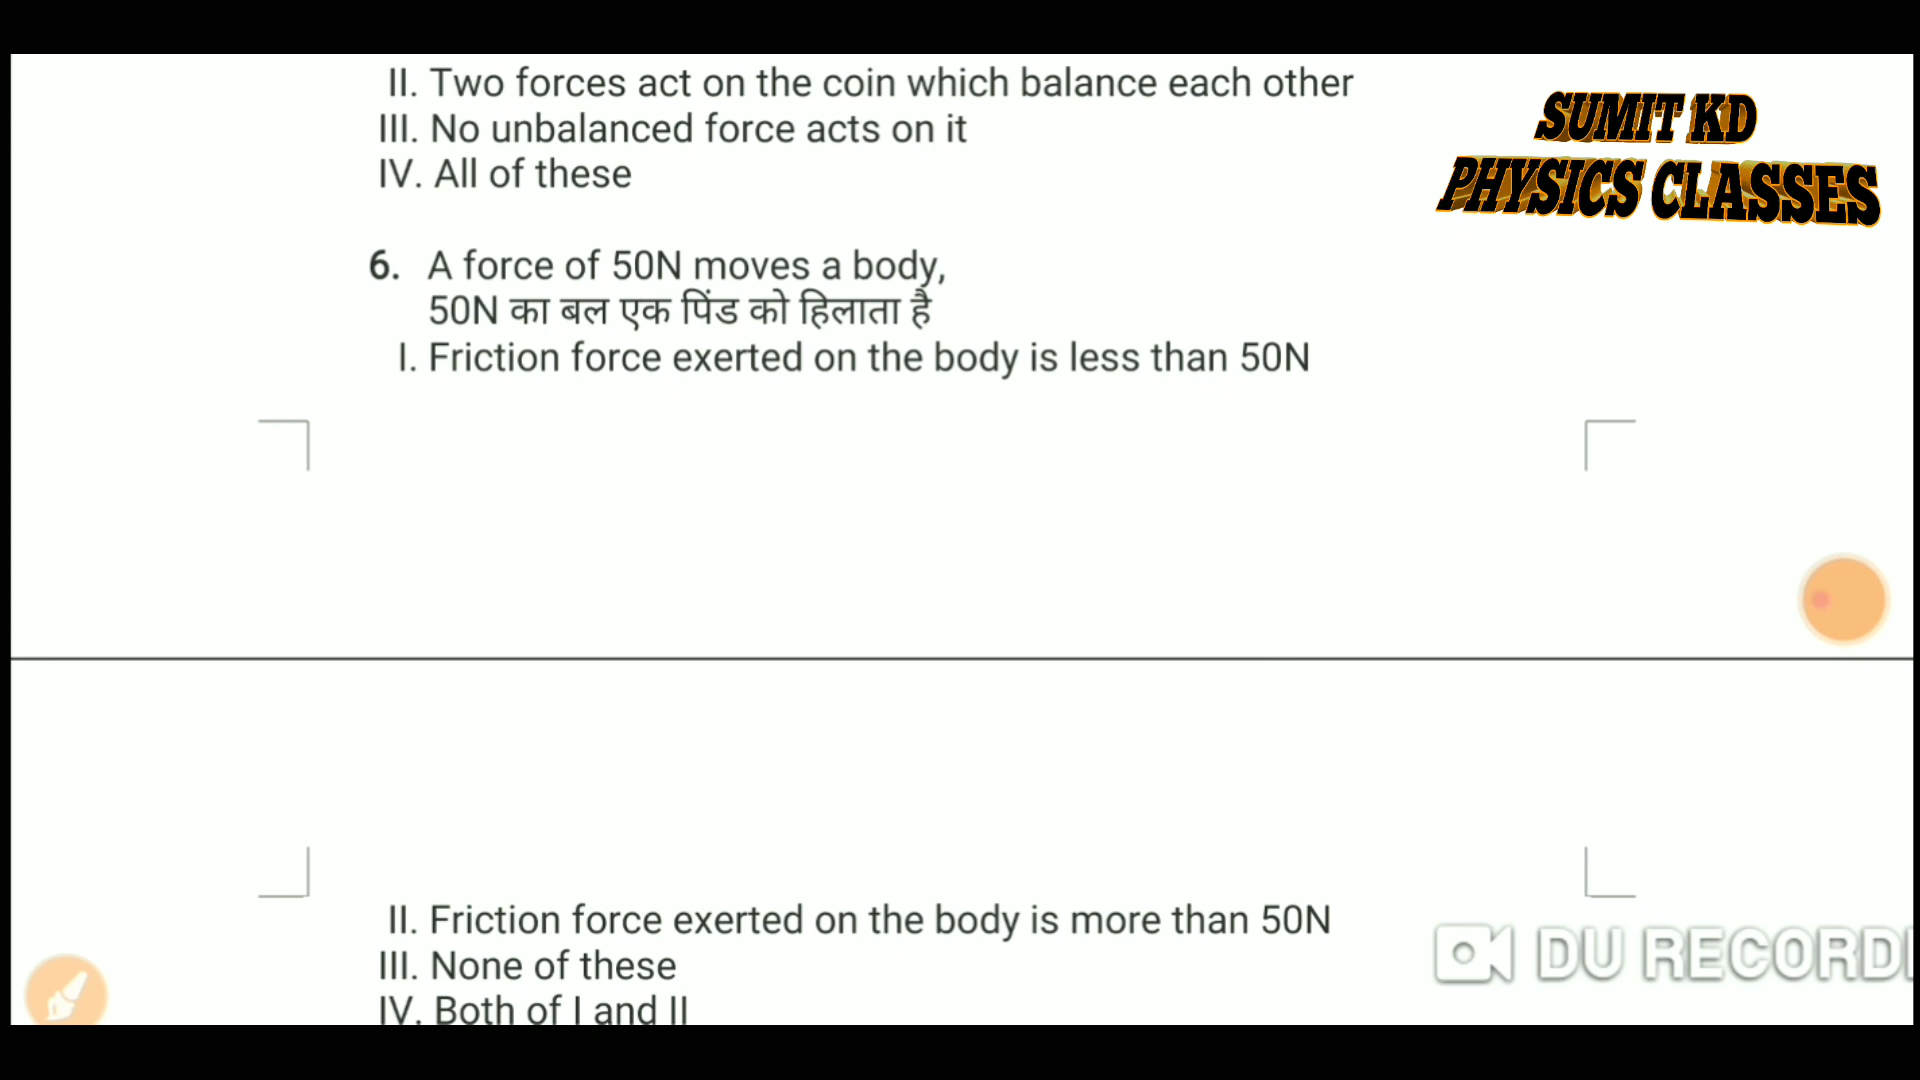 II. Two forces act on the coin which balance each other
III. No unbalanced force acts on it
IV. All of these
SUMIT KD
PHYSICS CLASSES
6. A force of 50N moves a body,
50N का बल एक पिंड को हिलाता है
I. Friction force exerted on the body is less than 50N
II. Friction force exerted on the body is more than 50N
III. None of these
IV. Both of I and II
DU RECORD